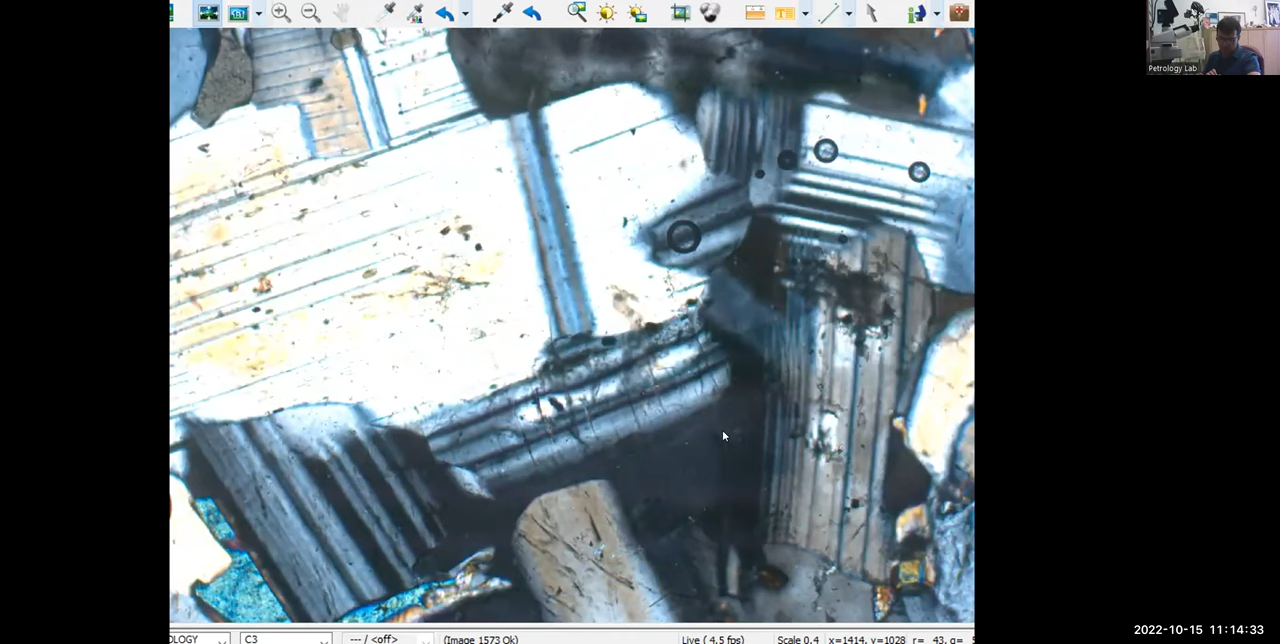 Petrology Lab
2022-10-15 11:14:33
OLOGY C3 --- / <off> (Image 1573 Ok) Live ( 4.5 fps) Scale 0.4 x=1414, y=1028 r= 43, g=